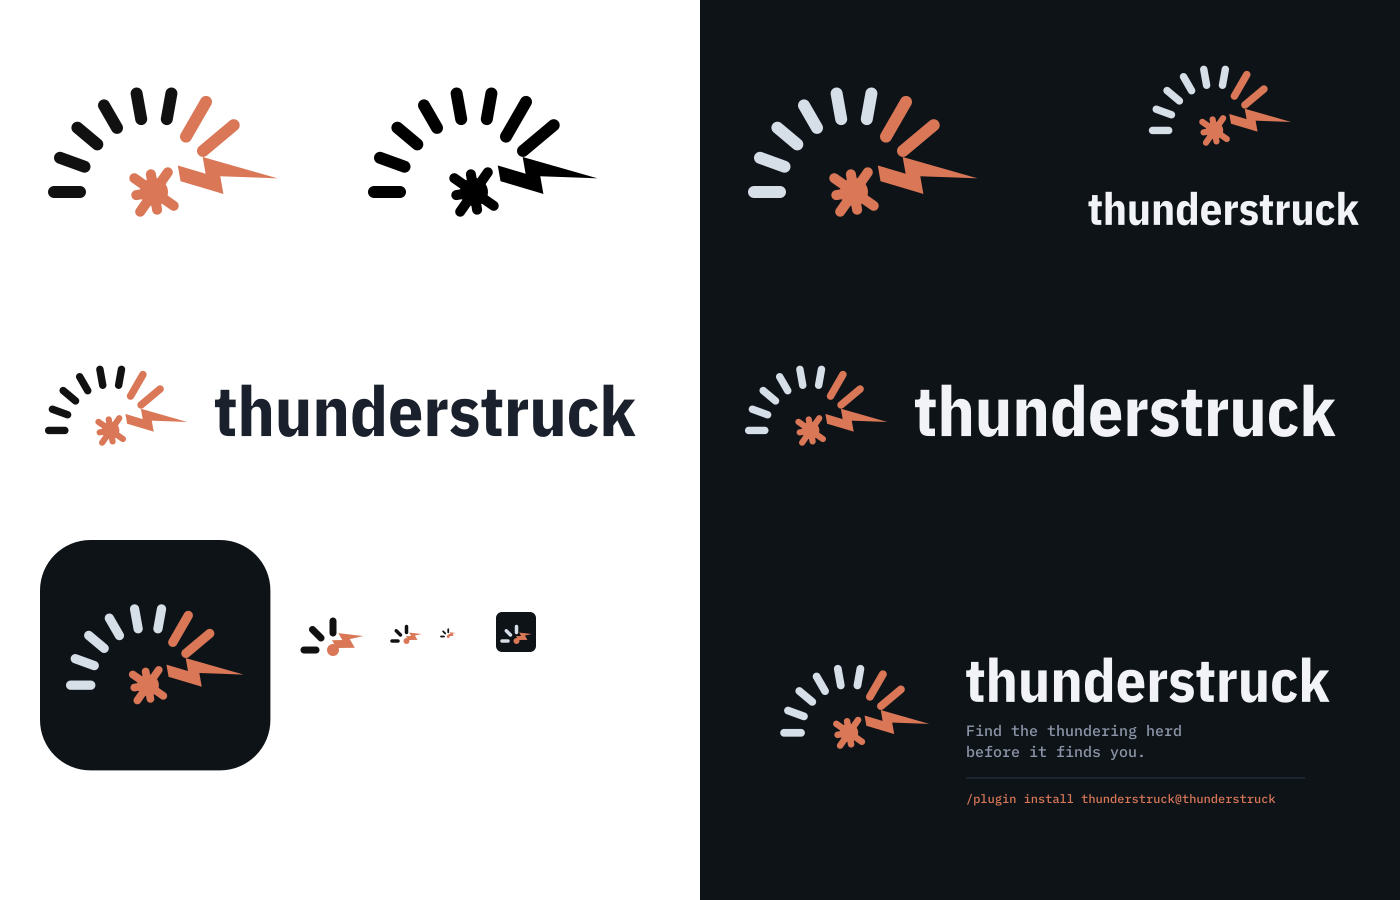 thunderstruck
thunderstruck
thunderstruck
thunderstruck
Find the thundering herd
before it finds you.
/plugin install thunderstruck@thunderstruck